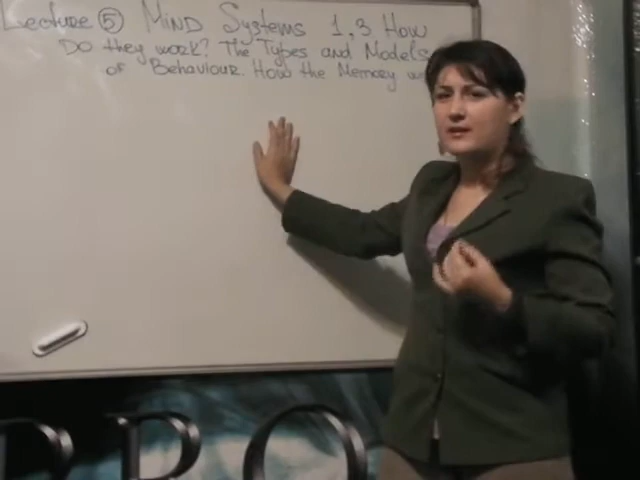 Lecture ⑤ Mind Systems 1,3 How
Do they work? The Types and Models
of Behaviour. How the Memory
PRO